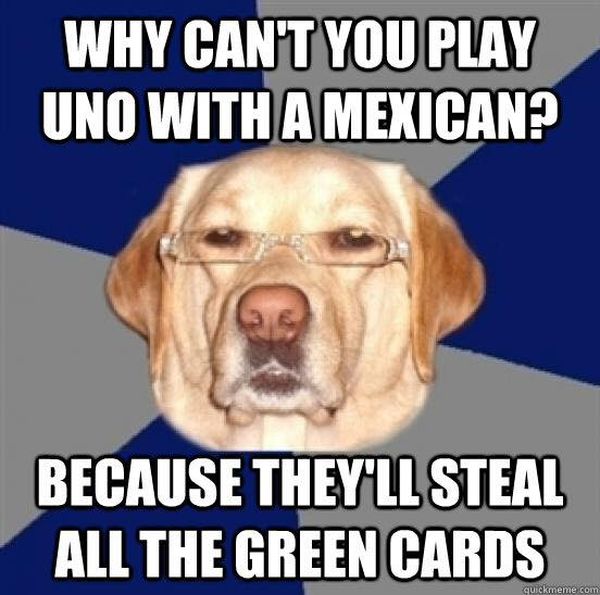 WHY CAN'T YOU PLAY
UNO WITH A MEXICAN?
BECAUSE THEY'LL STEAL
ALL THE GREEN CARDS
quickmeme.com